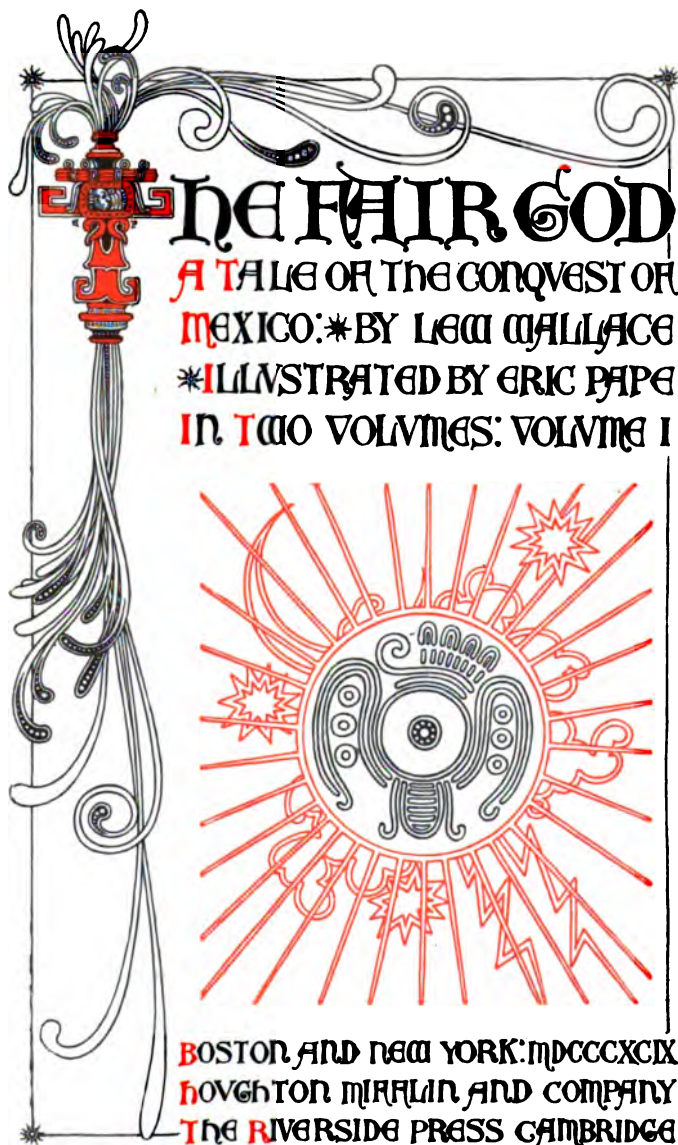 THE FAIR GOD
A TALE OF THE CONQVEST OF
MEXICO:*BY LEW WALLACE
*ILLVSTRATED BY ERIC PAPE
IN TWO VOLVMES: VOLVME I
BOSTON AND NEW YORK:MDCCCXCIX
HOVGHTON MIFFLIN AND COMPANY
THE RIVERSIDE PRESS CAMBRIDGE